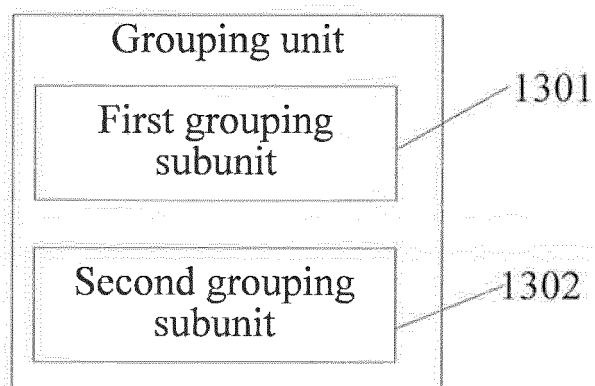 Grouping unit
First grouping
subunit
1301
Second grouping
subunit
1302